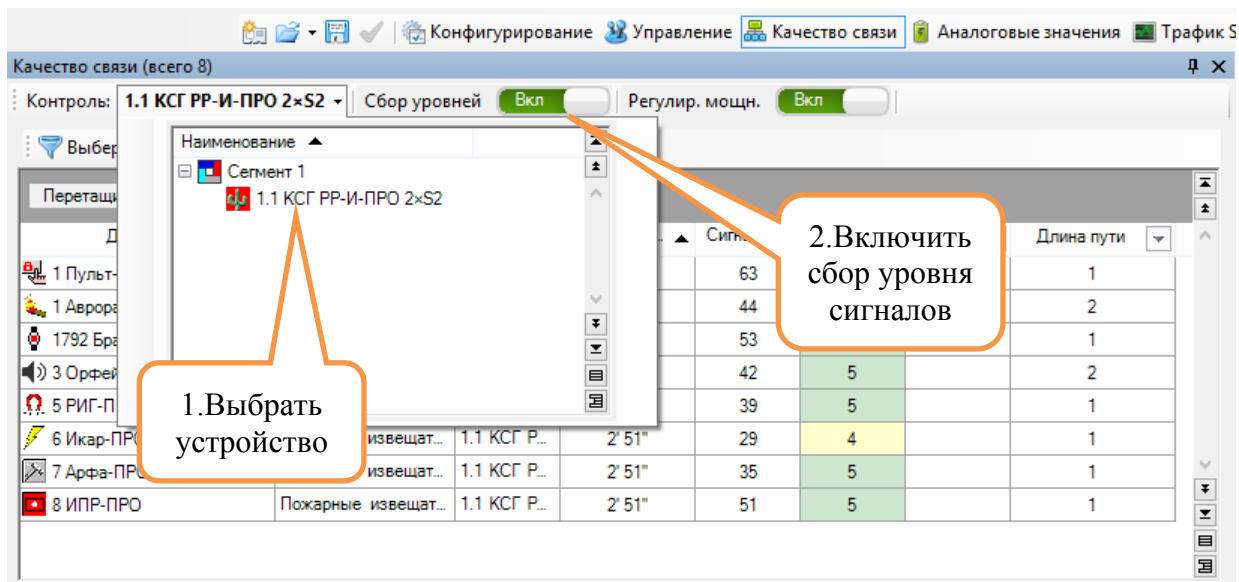 Конфигурирование Управление Качество связи Аналоговые значения Трафик S
Качество связи (всего 8)
Контроль: 1.1 КСГ РР-И-ПРО 2×S2 Сбор уровней Вкл Регулир. мощн. Вкл
Выбер
Наименование
Сегмент 1
1.1 КСГ РР-И-ПРО 2×S2
Перетащи
Д
Сигн
Длина пути
1 Пульт- 63 1
1 Аврора 44 2
1792 Бра 53 1
3 Орфей 42 5 2
5 РИГ-П 39 5 1
6 Икар-ПРО извещат... 1.1 КСГ Р... 2' 51" 29 4 1
7 Арфа-ПРО извещат... 1.1 КСГ Р... 2' 51" 35 5 1
8 ИПР-ПРО Пожарные извещат... 1.1 КСГ Р... 2' 51" 51 5 1
1.Выбрать
устройство
2.Включить
сбор уровня
сигналов